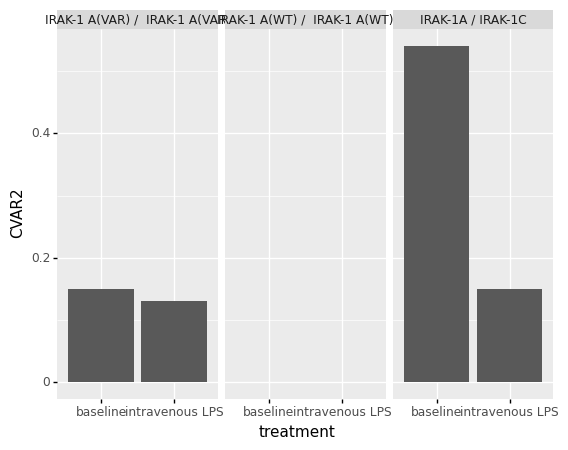 IRAK-1 A(VAR) /  IRAK-1 A(VAR
IRAK-1 A(WT) /  IRAK-1 A(WT)
IRAK-1A / IRAK-1C
CVAR2
0.4
0.2
0
baseline
intravenous LPS
baseline
intravenous LPS
baseline
intravenous LPS
treatment